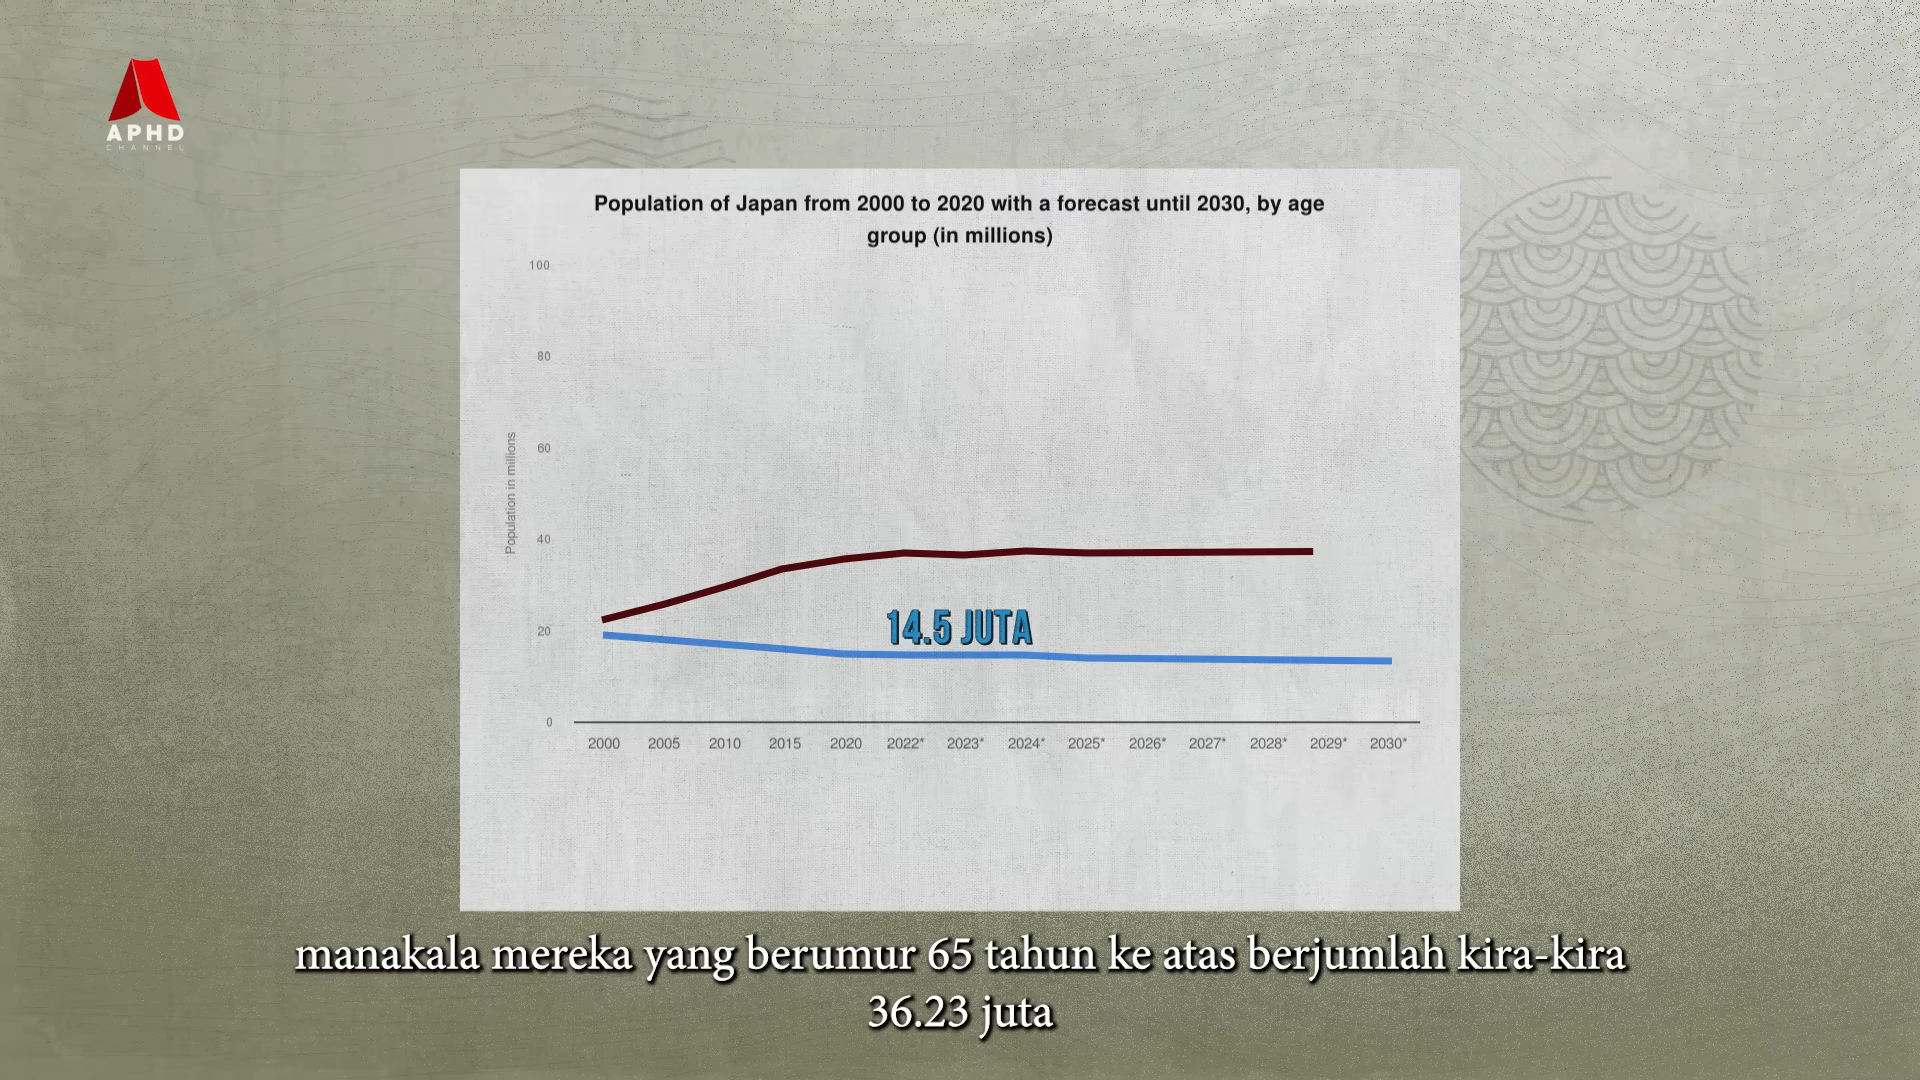 APHD
CHANNEL
Population of Japan from 2000 to 2020 with a forecast until 2030, by age
group (in millions)
100
80
60
40
20
0
Population in millions
14.5 JUTA
2000 2005 2010 2015 2020 2022* 2023* 2024* 2025* 2026* 2027* 2028* 2029* 2030*
manakala mereka yang berumur 65 tahun ke atas berjumlah kira-kira
36.23 juta